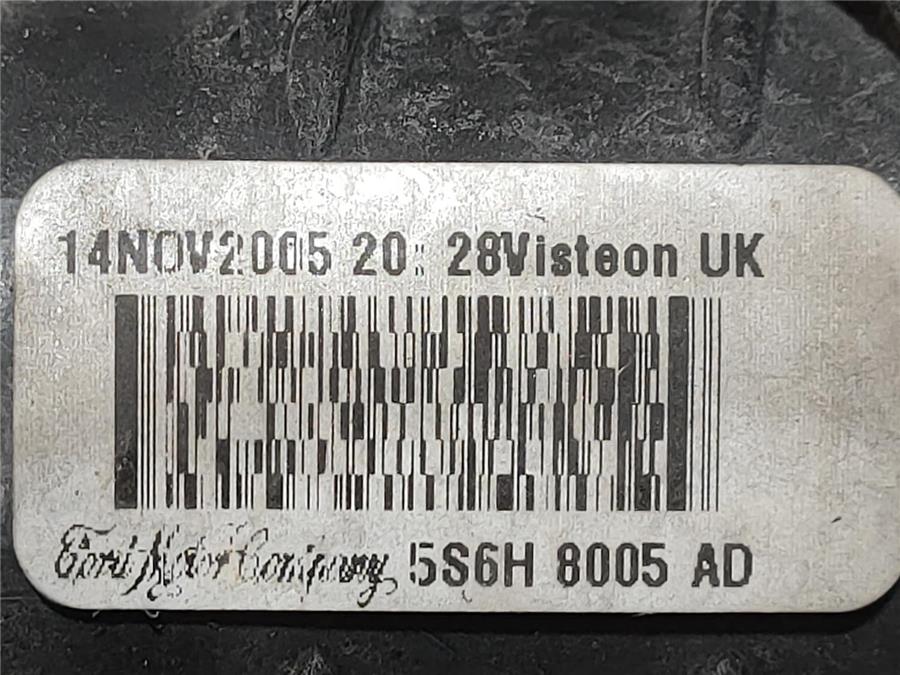 14NOV2005 20: 28Visteon UK
Ford Motor Company 5S6H 8005 AD